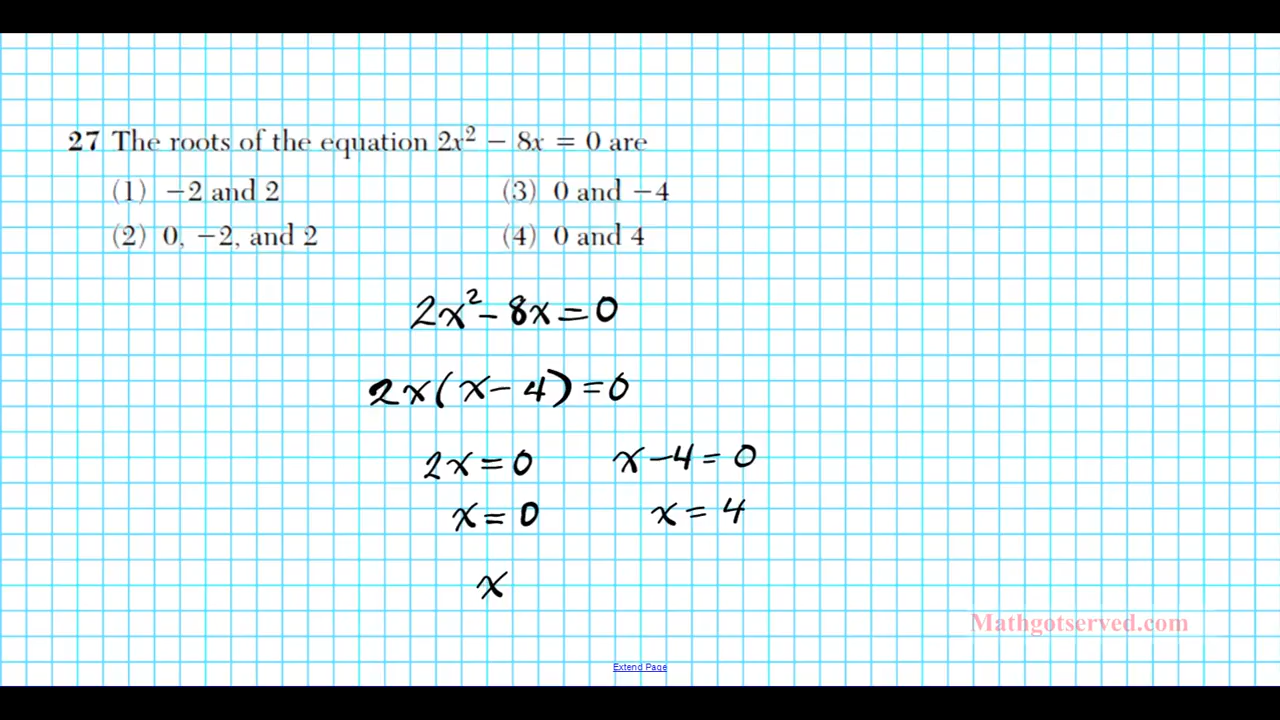 27 The roots of the equation 2x² − 8x = 0 are
(1) −2 and 2 (3) 0 and −4
(2) 0, −2, and 2 (4) 0 and 4
2x² - 8x = 0
2x(x - 4) = 0
2x = 0 x - 4 = 0
x = 0 x = 4
x
Mathgotserved.com
Extend Page